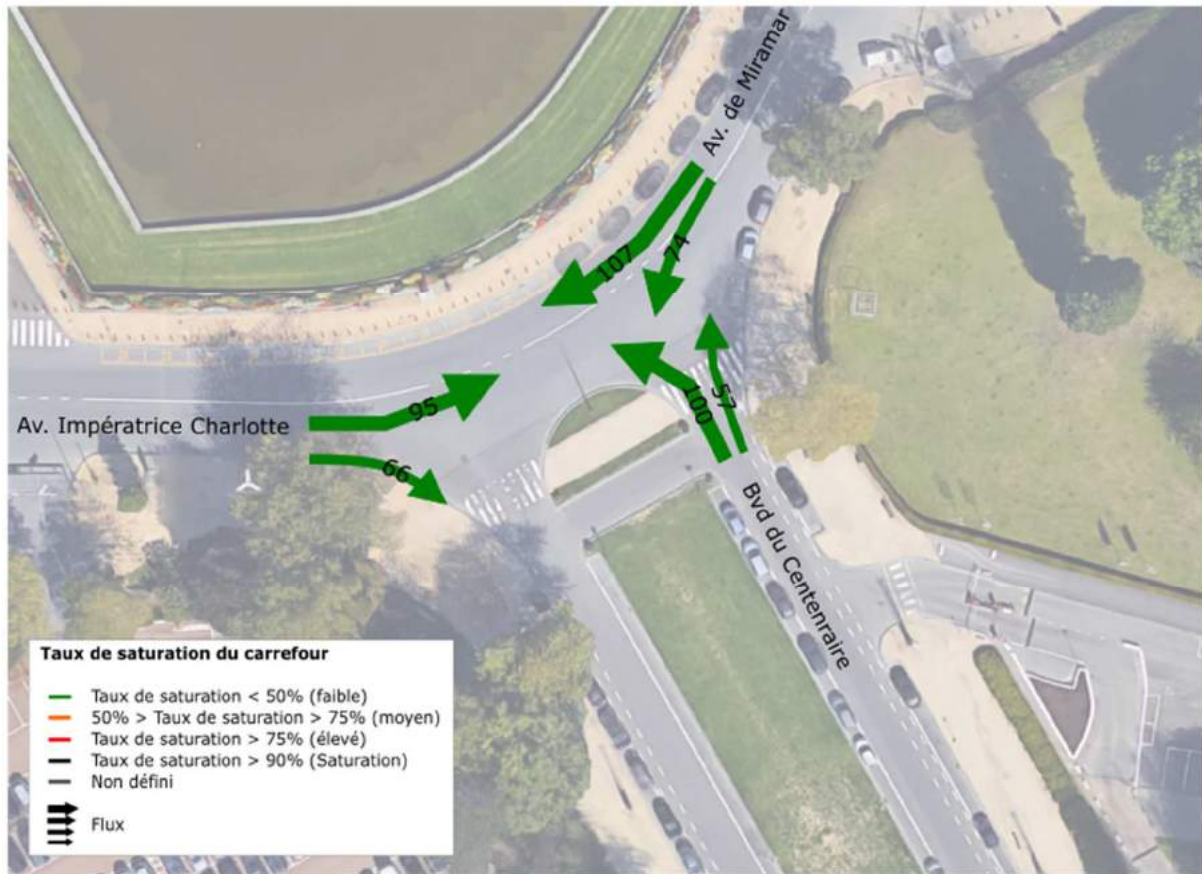 Av. de Miramar
107
74
95
66
100
57
Av. Impératrice Charlotte
Bvd du Centenraire
Taux de saturation du carrefour
Taux de saturation < 50% (faible)
50% > Taux de saturation > 75% (moyen)
Taux de saturation > 75% (élevé)
Taux de saturation > 90% (Saturation)
Non défini
Flux